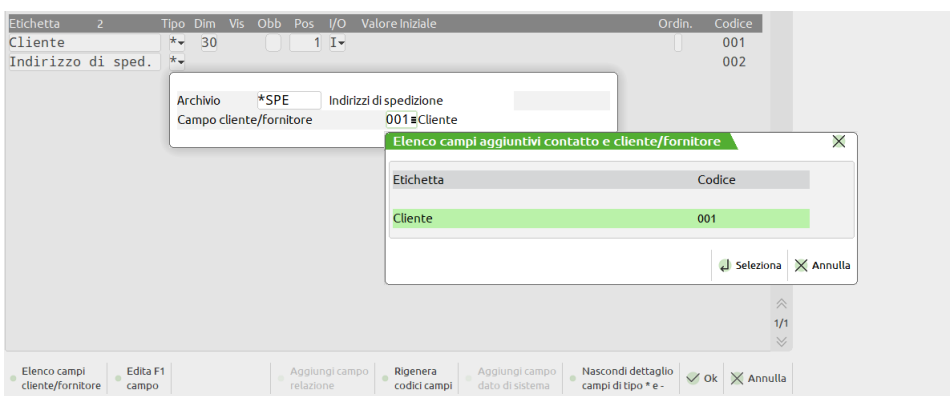 Etichetta 2 Tipo Dim Vis Obb Pos I/O Valore Iniziale Ordin. Codice
Cliente * 30 1 I 001
Indirizzo di sped. * 002
Archivio *SPE Indirizzi di spedizione
Campo cliente/fornitore 001 Cliente
Elenco campi aggiuntivi contatto e cliente/fornitore
Etichetta Codice
Cliente 001
Seleziona Annulla
1/1
Elenco campi cliente/fornitore
Edita F1 campo
Aggiungi campo relazione
Rigenera codici campi
Aggiungi campo dato di sistema
Nascondi dettaglio campi di tipo * e -
Ok
Annulla